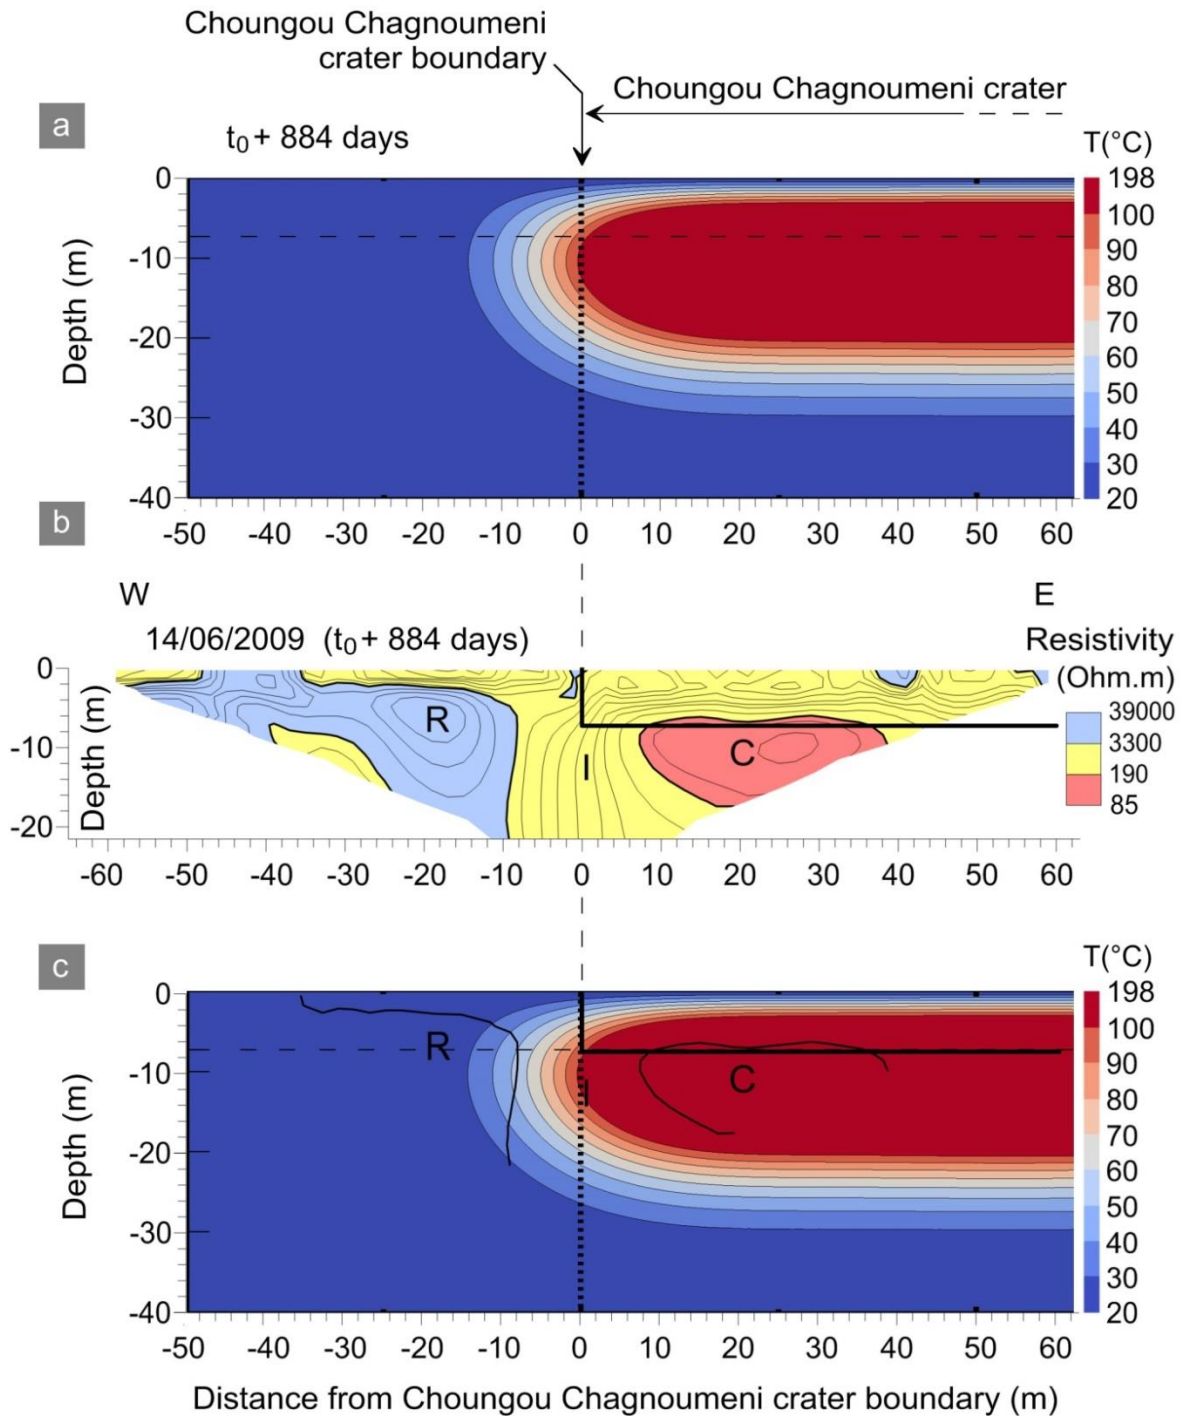 Choungou Chagnoumeni
crater boundary
Choungou Chagnoumeni crater
a
t0 + 884 days
T(°C)
0
-10
-20
-30
-40
Depth (m)
198
100
90
80
70
60
50
40
30
20
-50 -40 -30 -20 -10 0 10 20 30 40 50 60
b
W
E
14/06/2009 (t0 + 884 days)
Resistivity
(Ohm.m)
0
-10
-20
Depth (m)
R
I
C
39000
3300
190
85
-60 -50 -40 -30 -20 -10 0 10 20 30 40 50 60
c
T(°C)
0
-10
-20
-30
-40
Depth (m)
R
I
C
198
100
90
80
70
60
50
40
30
20
-50 -40 -30 -20 -10 0 10 20 30 40 50 60
Distance from Choungou Chagnoumeni crater boundary (m)